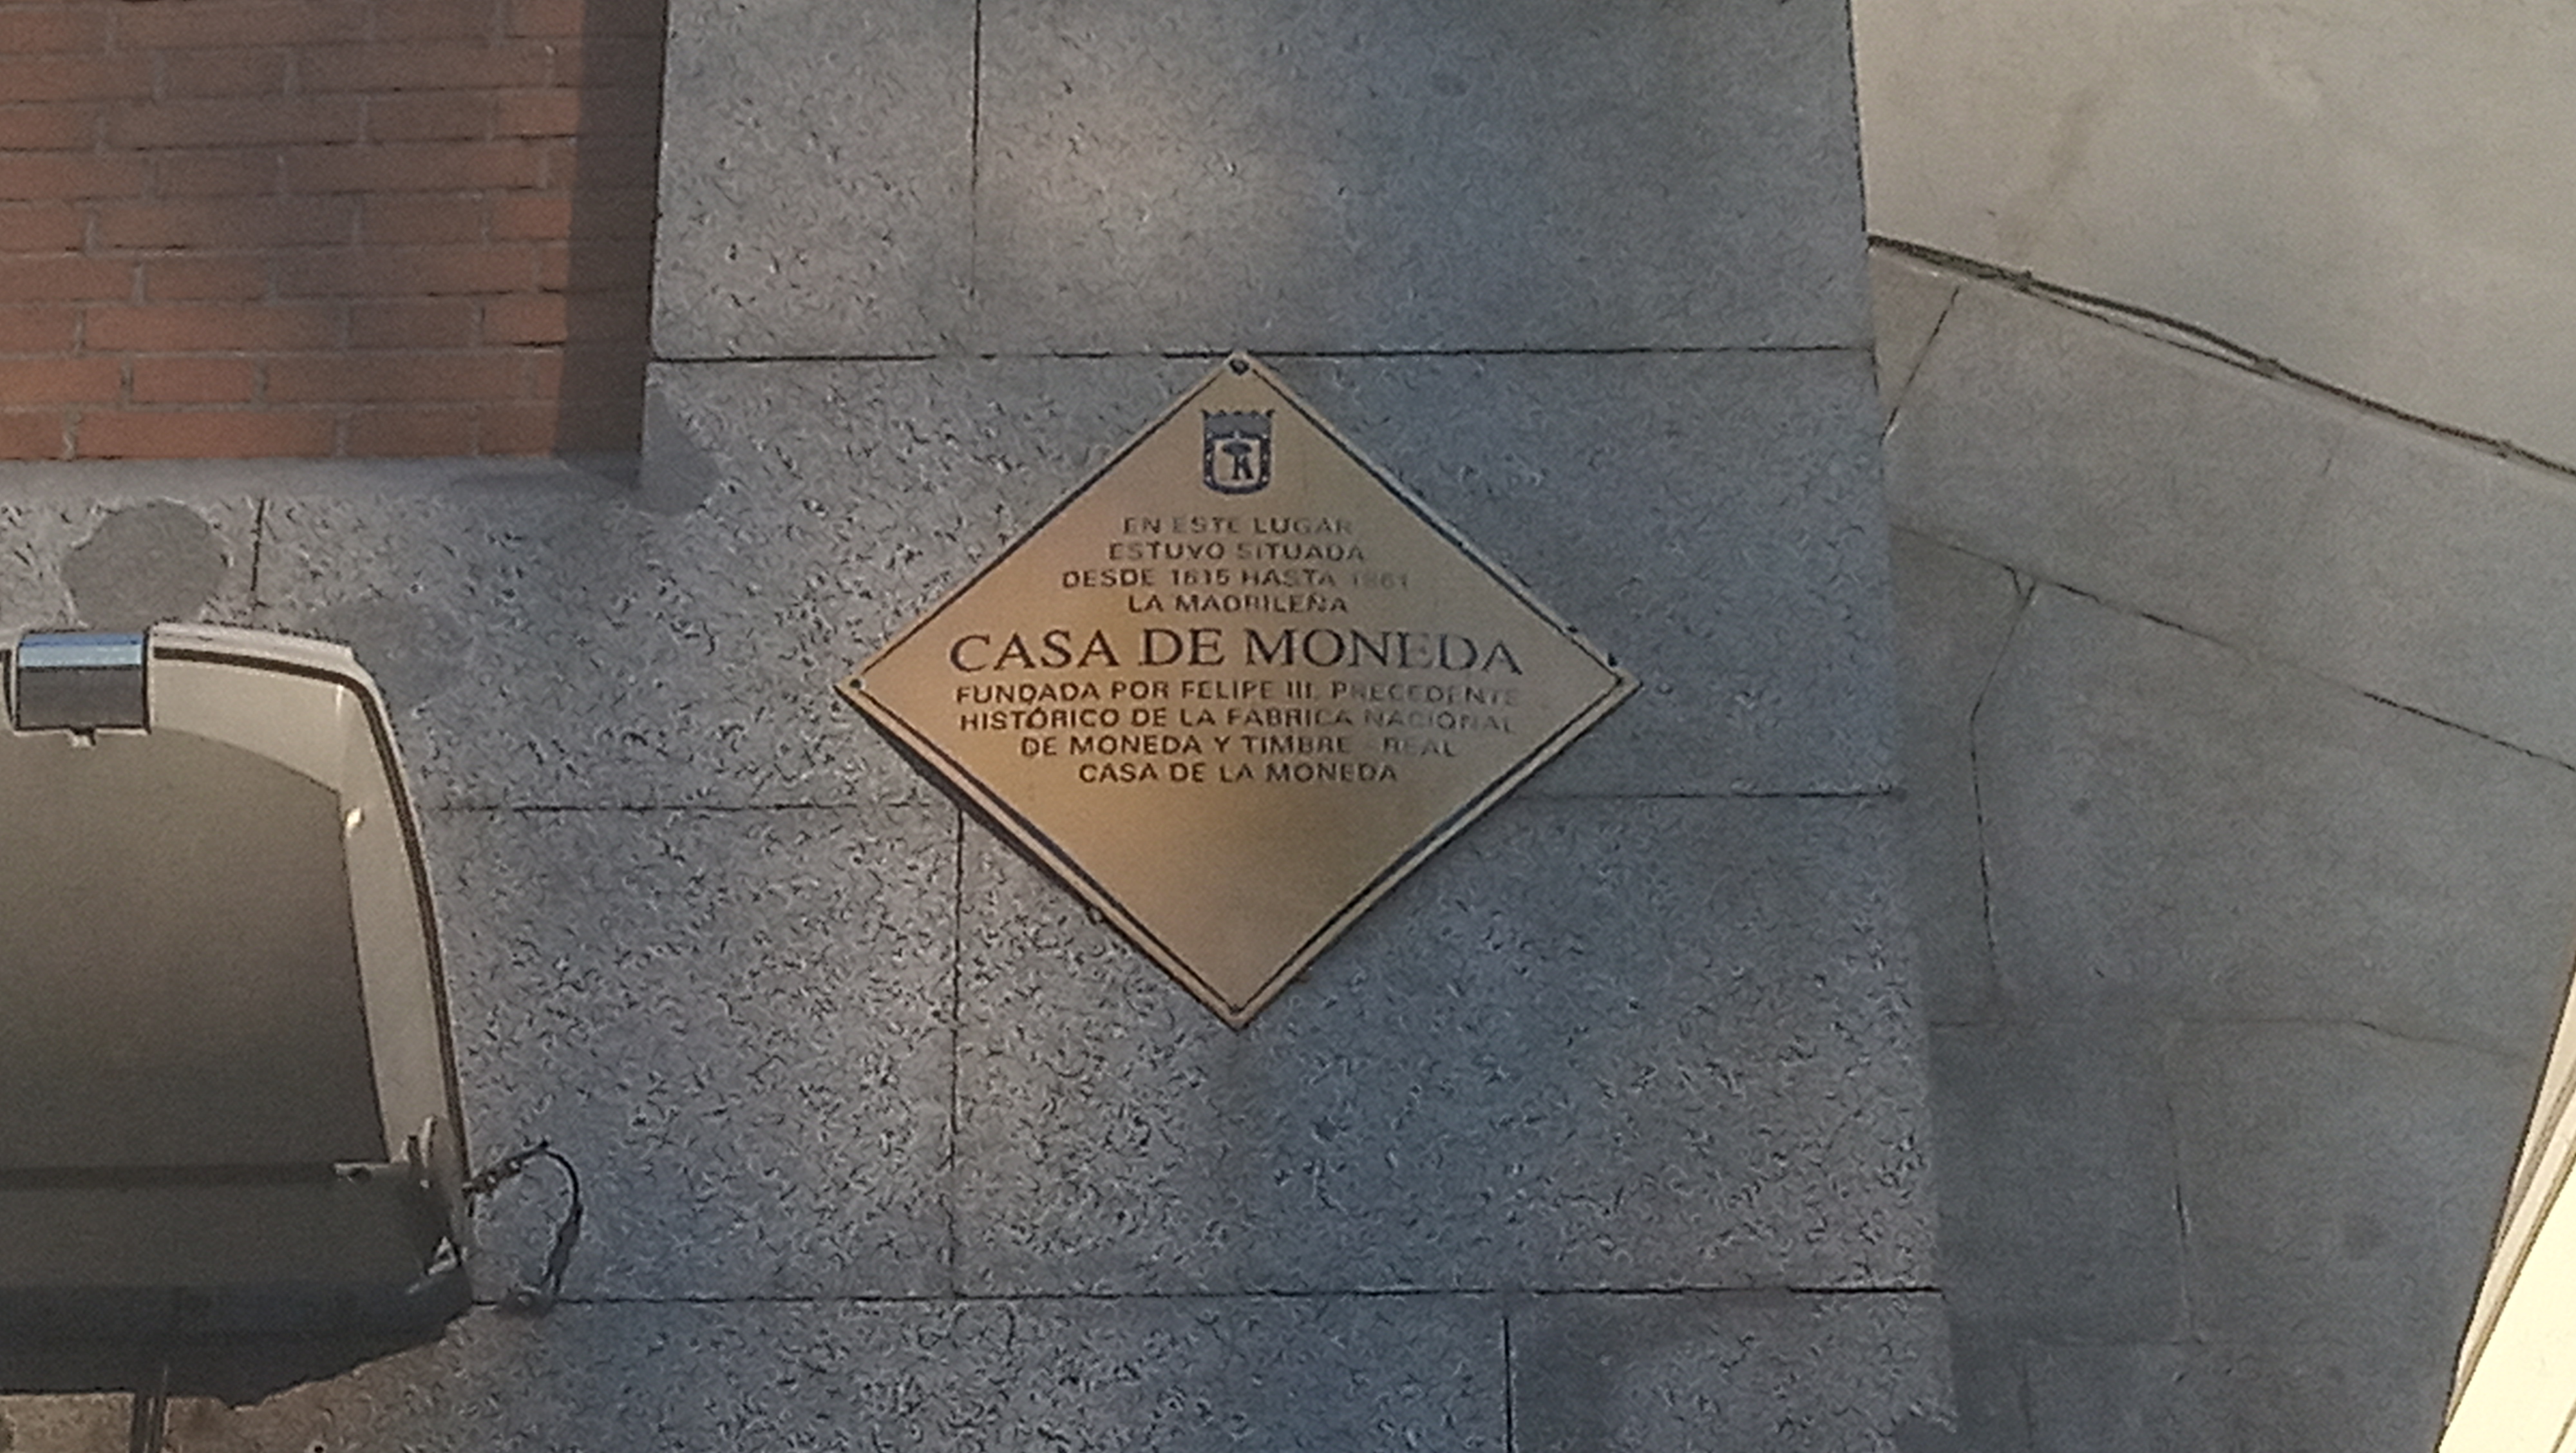 EN ESTE LUGAR
ESTUVO SITUADA
DESDE 1615 HASTA 1861
LA MADRILEÑA
CASA DE MONEDA
FUNDADA POR FELIPE III, PRECEDENTE
HISTÓRICO DE LA FÁBRICA NACIONAL
DE MONEDA Y TIMBRE - REAL
CASA DE LA MONEDA